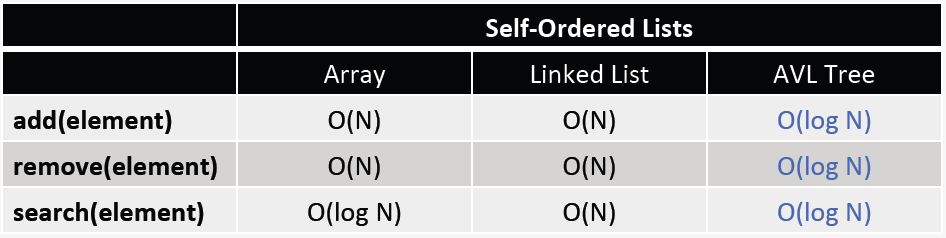 Self-Ordered Lists
Array Linked List AVL Tree
add(element) O(N) O(N) O(log N)
remove(element) O(N) O(N) O(log N)
search(element) O(log N) O(N) O(log N)